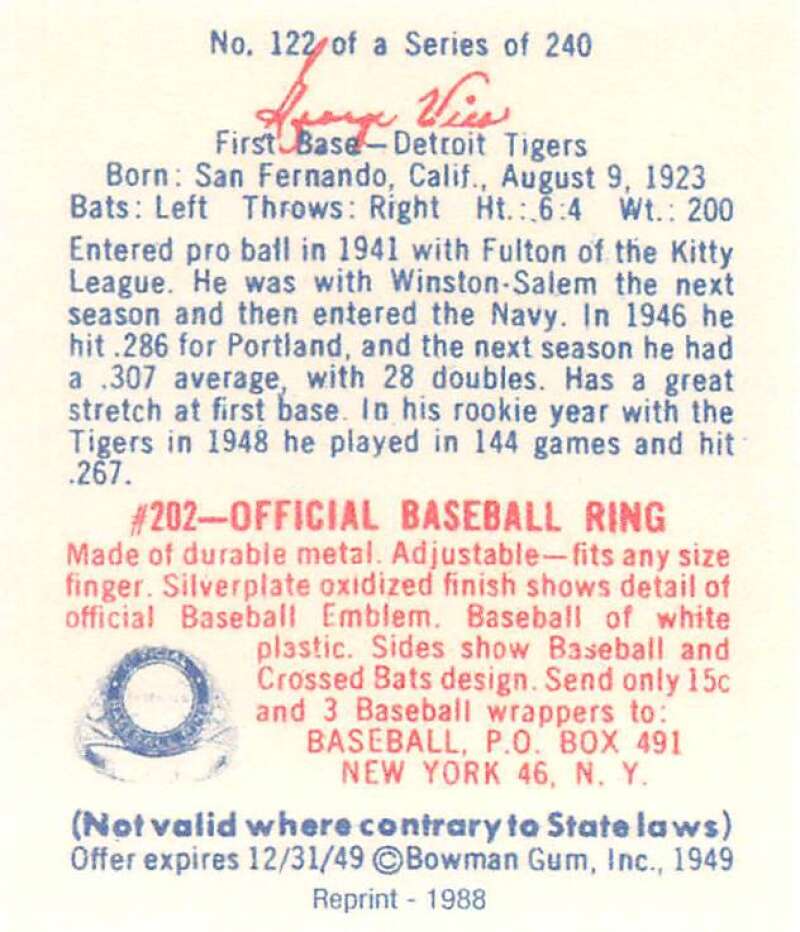 No. 122 of a Series of 240
George Vico
First Base—Detroit Tigers
Born: San Fernando, Calif., August 9, 1923
Bats: Left Throws: Right Ht.: 6:4 Wt.: 200
Entered pro ball in 1941 with Fulton of the Kitty
League. He was with Winston-Salem the next
season and then entered the Navy. In 1946 he
hit .286 for Portland, and the next season he had
a .307 average, with 28 doubles. Has a great
stretch at first base. In his rookie year with the
Tigers in 1948 he played in 144 games and hit
.267.
#202—OFFICIAL BASEBALL RING
Made of durable metal. Adjustable—fits any size
finger. Silverplate oxidized finish shows detail of
official Baseball Emblem. Baseball of white
plastic. Sides show Baseball and
Crossed Bats design. Send only 15c
and 3 Baseball wrappers to:
BASEBALL, P.O. BOX 491
NEW YORK 46, N. Y.
OFFICIAL
BASEBALL RING
(Not valid where contrary to State laws)
Offer expires 12/31/49 ©Bowman Gum, Inc., 1949
Reprint - 1988